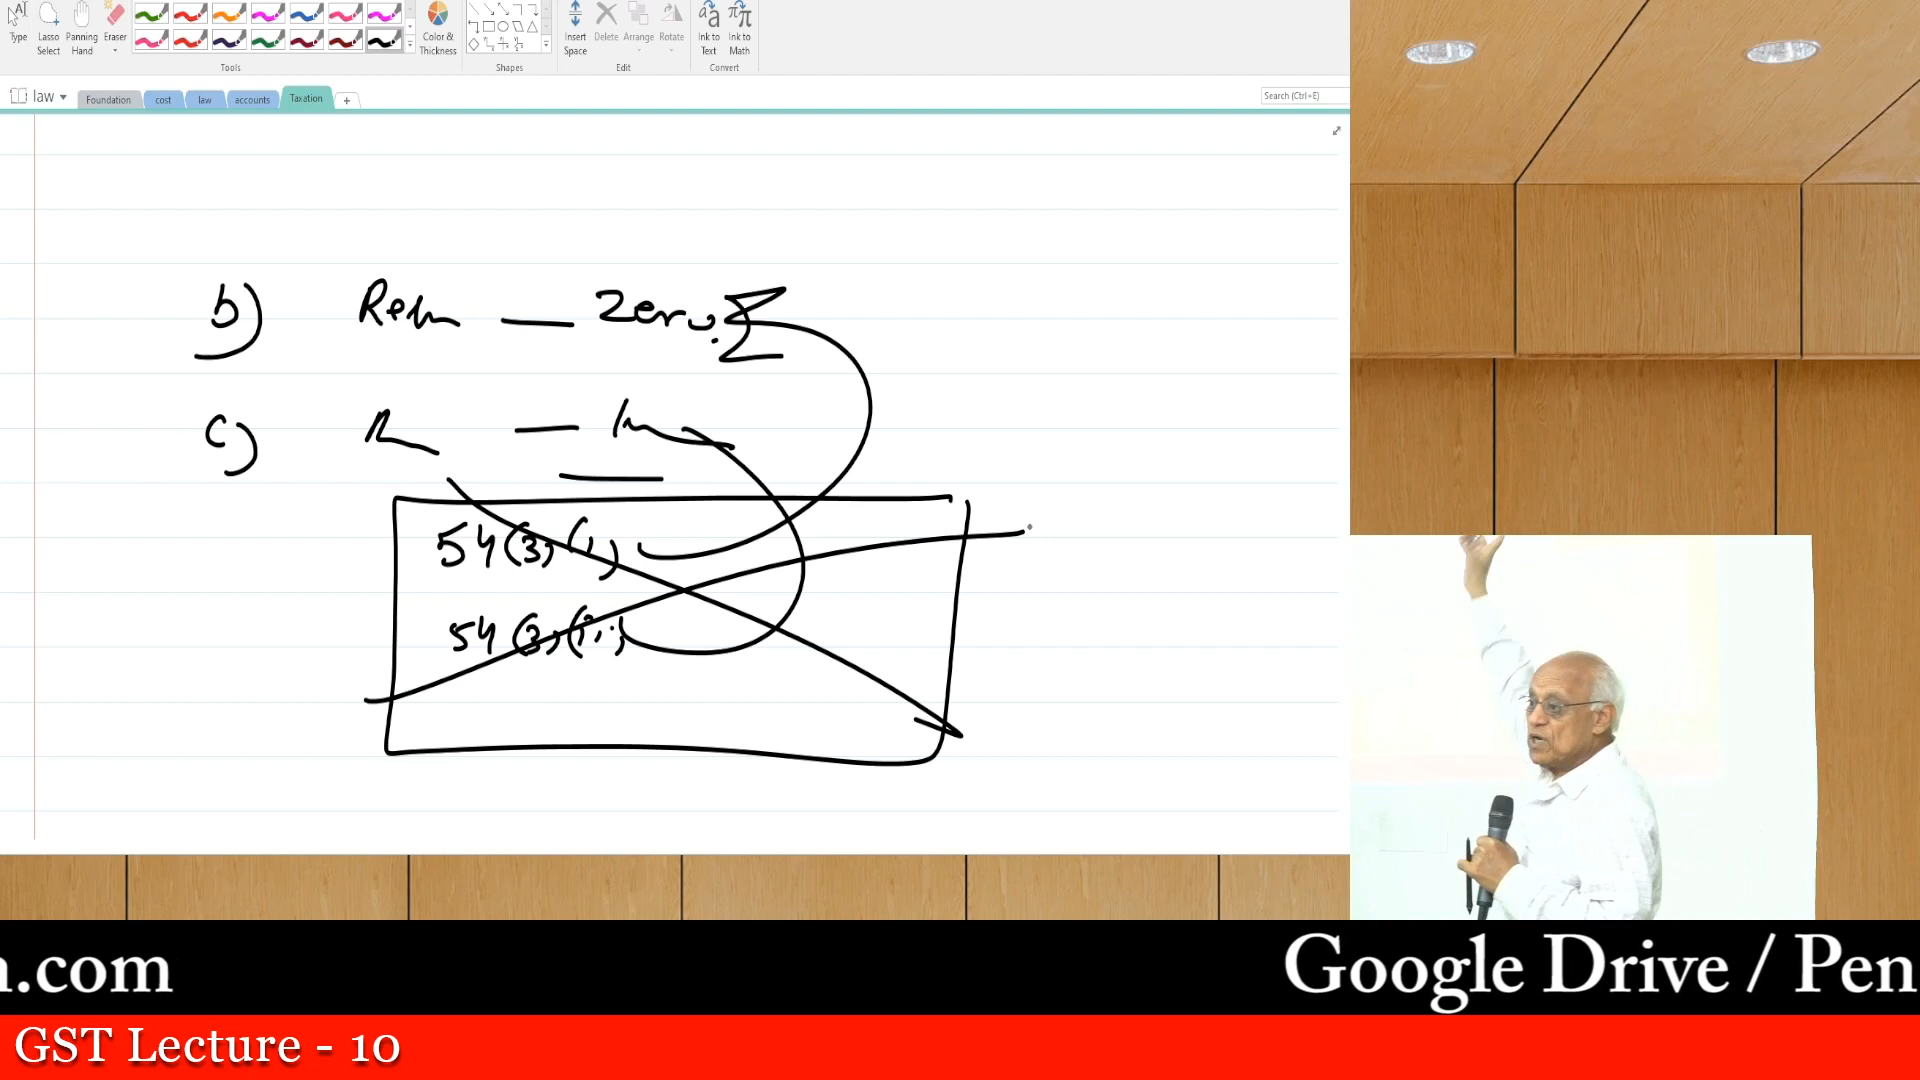 Type
Lasso Select
Panning Hand
Eraser
Color & Thickness
Insert Space
Delete
Arrange
Rotate
Ink to Text
Ink to Math
Tools
Shapes
Edit
Convert
law
Foundation
cost
law
accounts
Taxation
+
Search (Ctrl+E)
b) — Zero
c) —
54(3)(i)
54(3)(ii)
.com
Google Drive / Pen
GST Lecture - 10